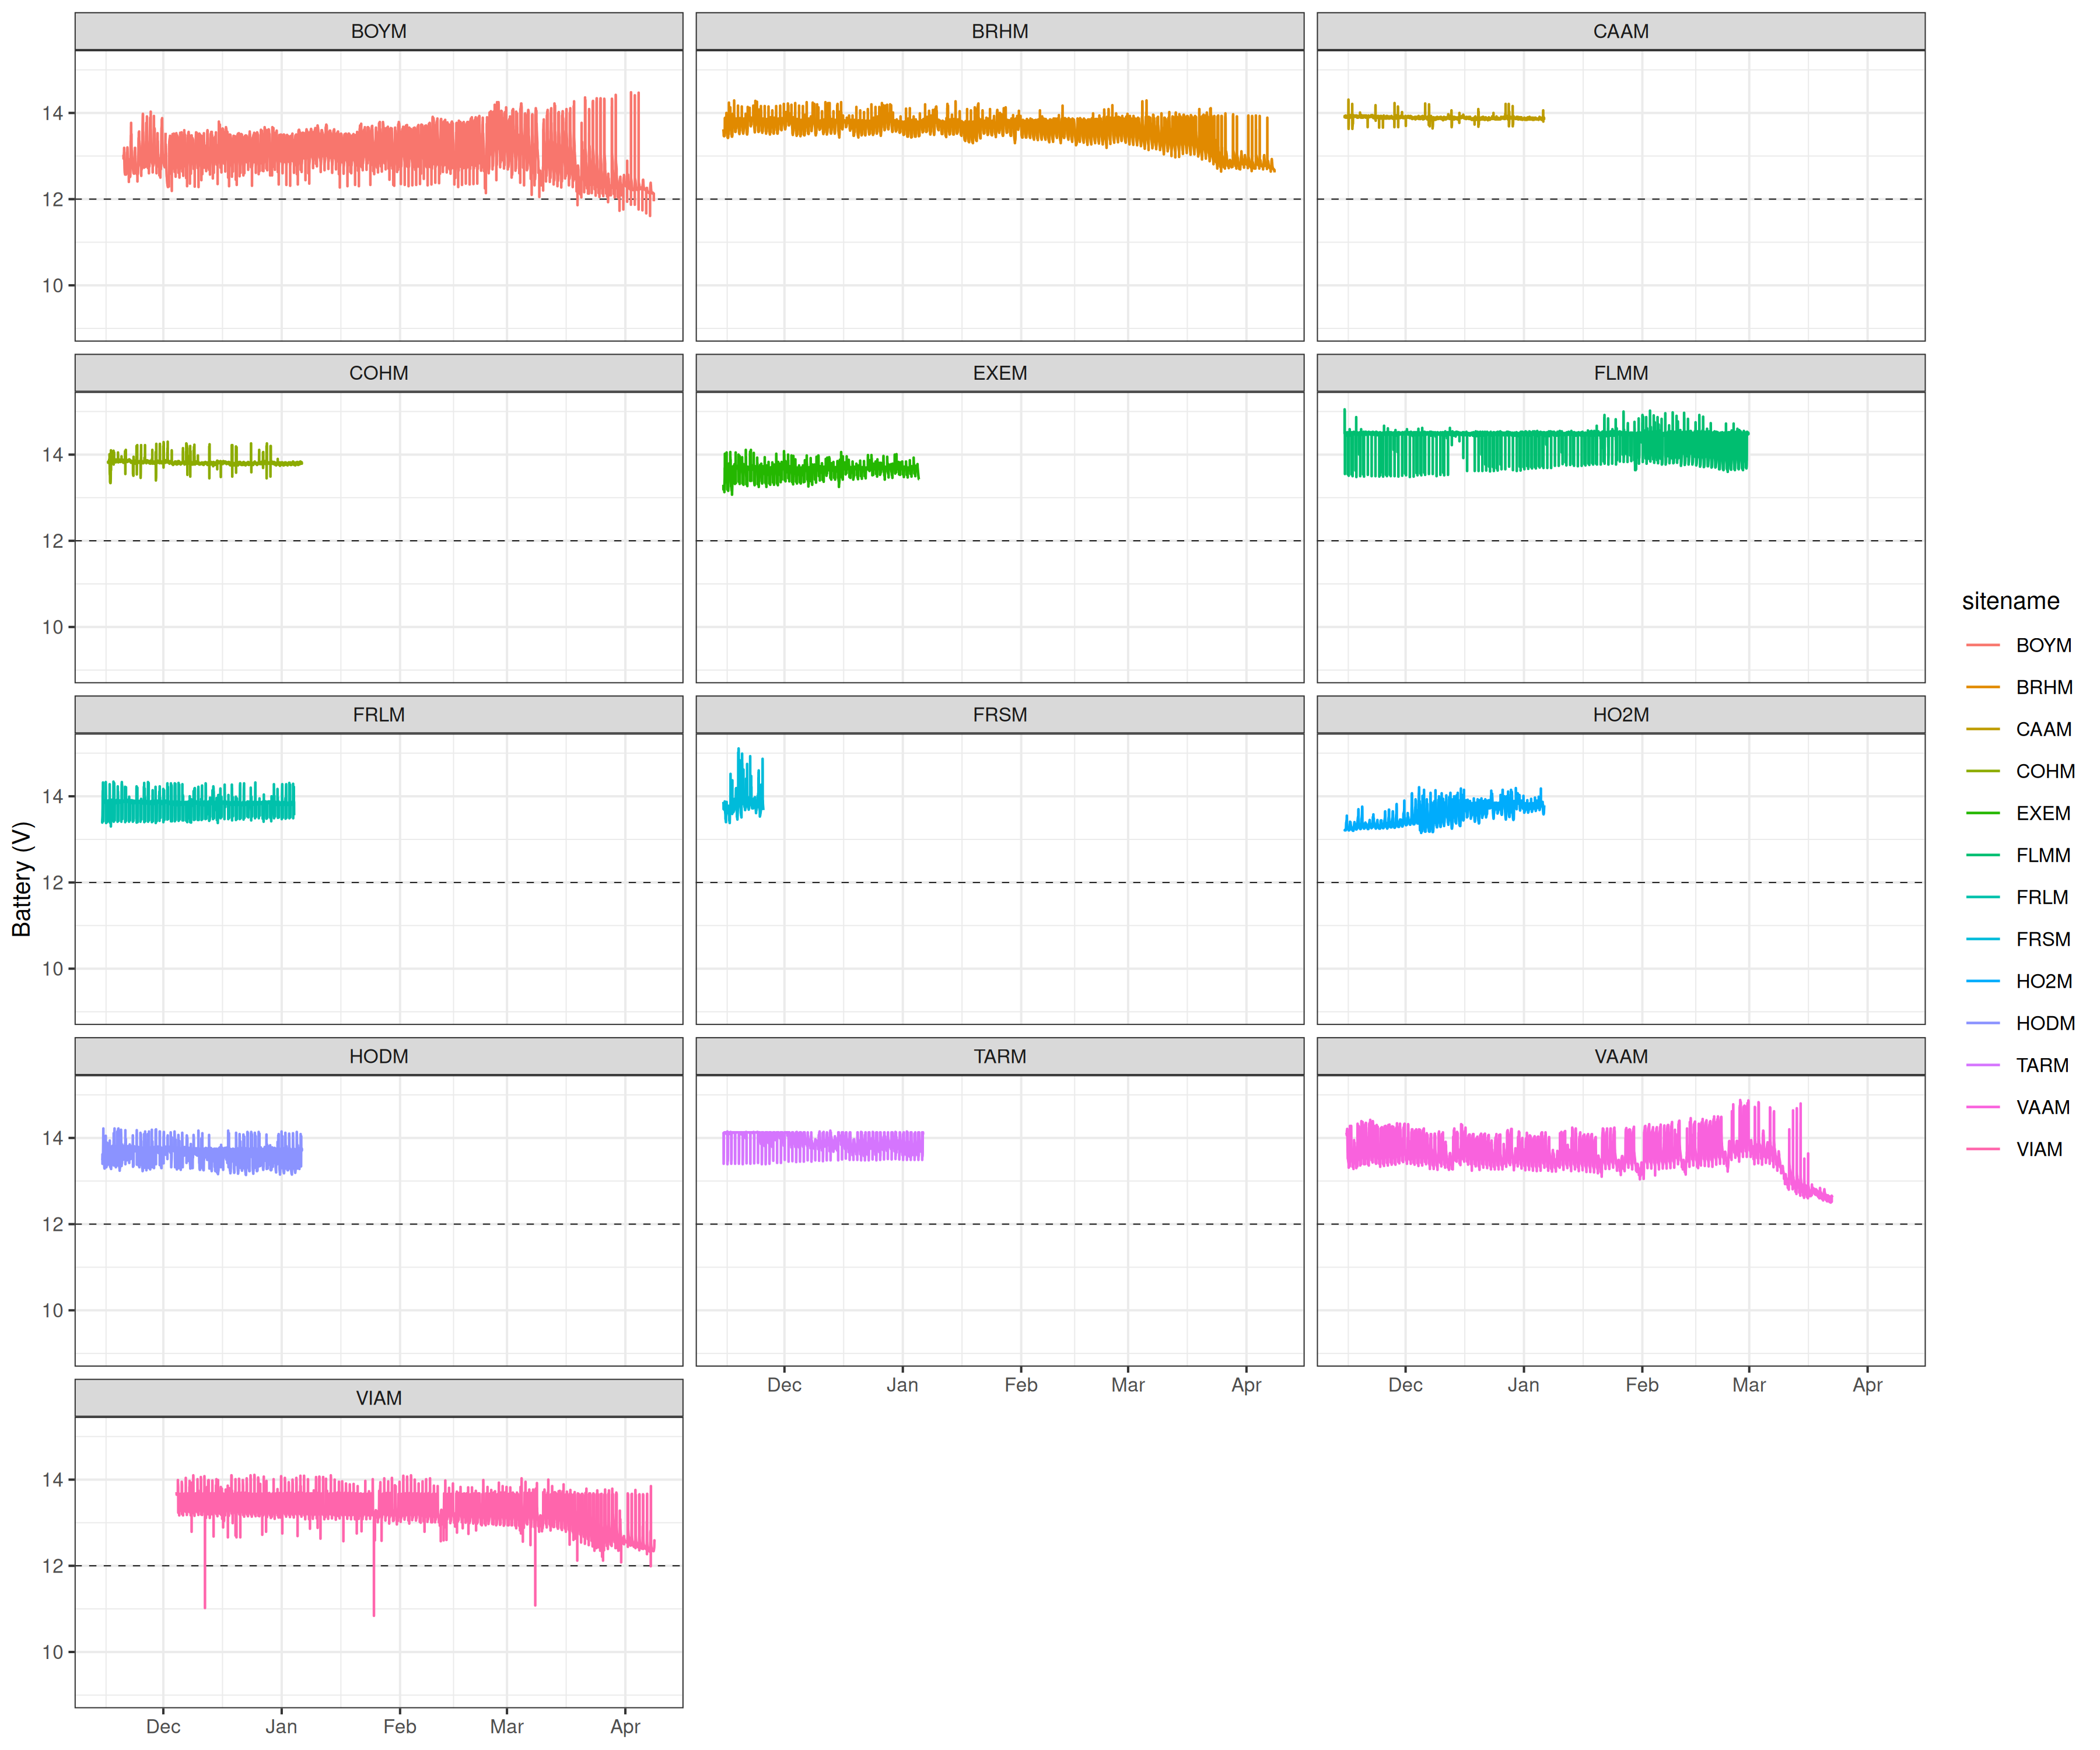 BOYM BRHM CAAM
14
12
10
COHM EXEM FLMM
14
12
10
FRLM FRSM HO2M
14
12
10
Battery (V)
HODM TARM VAAM
14
12
10
Dec Jan Feb Mar Apr Dec Jan Feb Mar Apr
VIAM
14
12
10
Dec Jan Feb Mar Apr
sitename
BOYM
BRHM
CAAM
COHM
EXEM
FLMM
FRLM
FRSM
HO2M
HODM
TARM
VAAM
VIAM